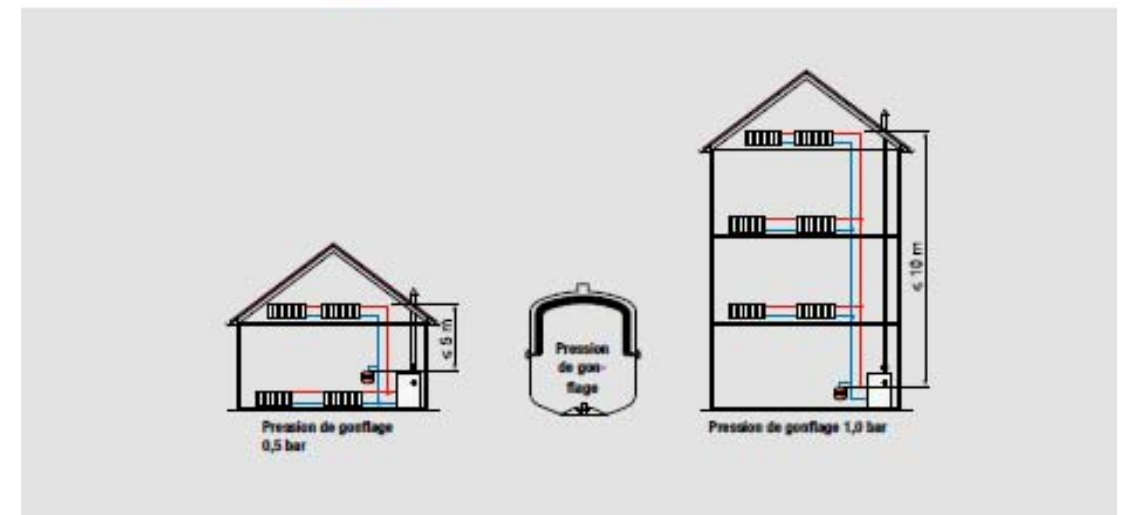 ≤ 5 m
Pression de gonflage
0,5 bar
Pression
de gon-
flage
≤ 10 m
Pression de gonflage 1,0 bar